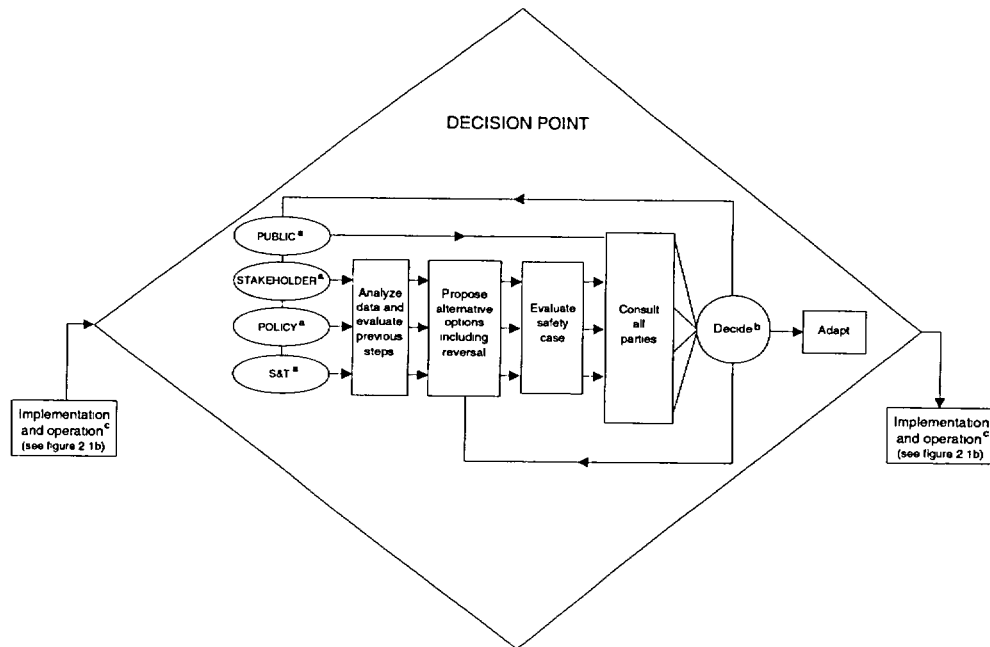 DECISION POINT
PUBLIC a
STAKEHOLDER a
POLICY a
S&T a
Analyze
data and
evaluate
previous
steps
Propose
alternative
options
including
reversal
Evaluate
safety
case
Consult
all
parties
Decide b
Adapt
Implementation
and operation c
(see figure 2 1b)
Implementation
and operation c
(see figure 2 1b)